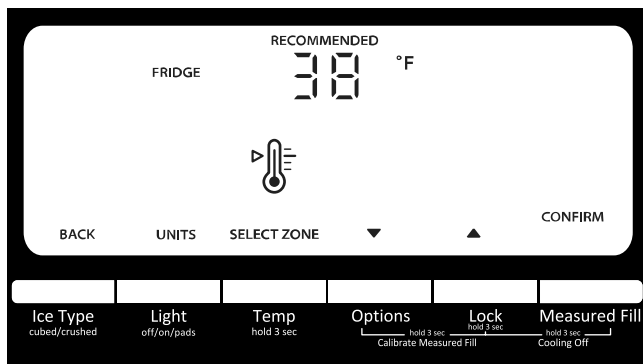 RECOMMENDED
FRIDGE 38 °F
BACK UNITS SELECT ZONE ▼ ▲ CONFIRM
Ice Type Light Temp Options Lock Measured Fill
cubed/crushed off/on/pads hold 3 sec hold 3 sec
hold 3 sec hold 3 sec
Calibrate Measured Fill Cooling Off